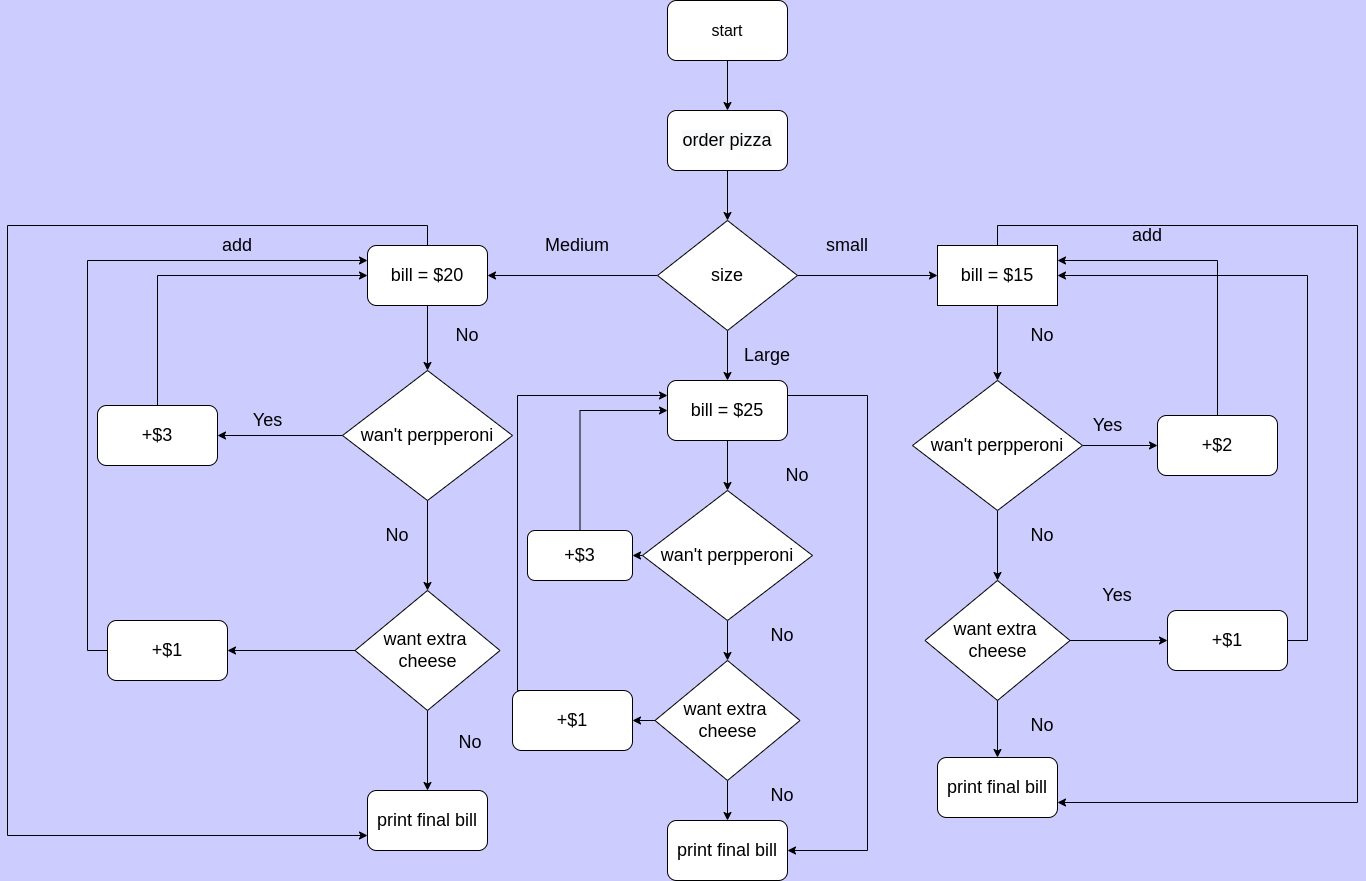 start
order pizza
size
Medium
small
Large
add
bill = $20
No
Yes
wan't perpperoni
+$3
No
want extra
cheese
+$1
No
print final bill
bill = $25
No
wan't perpperoni
+$3
No
want extra
cheese
+$1
No
print final bill
add
bill = $15
No
Yes
wan't perpperoni
+$2
No
Yes
want extra
cheese
+$1
No
print final bill